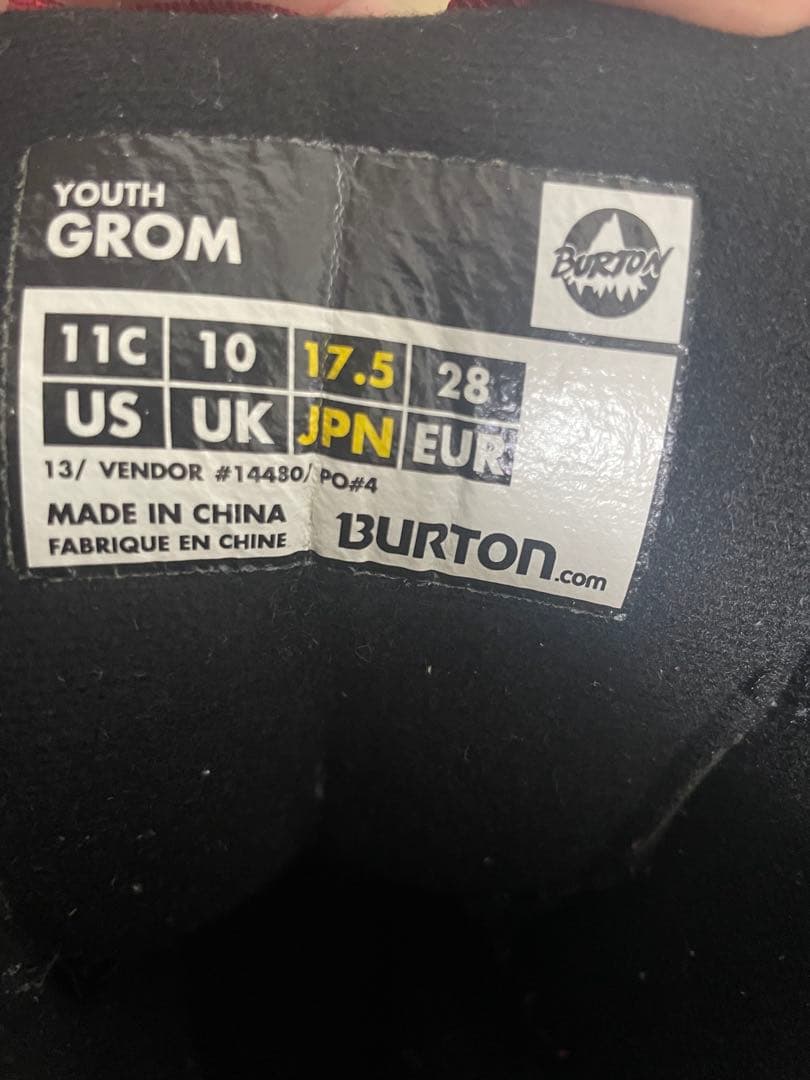 YOUTH
GROM
BURTON
11C 10 17.5 28
US UK JPN EUR
13/ VENDOR #14480/ PO#4
MADE IN CHINA
FABRIQUE EN CHINE
BURTON.com